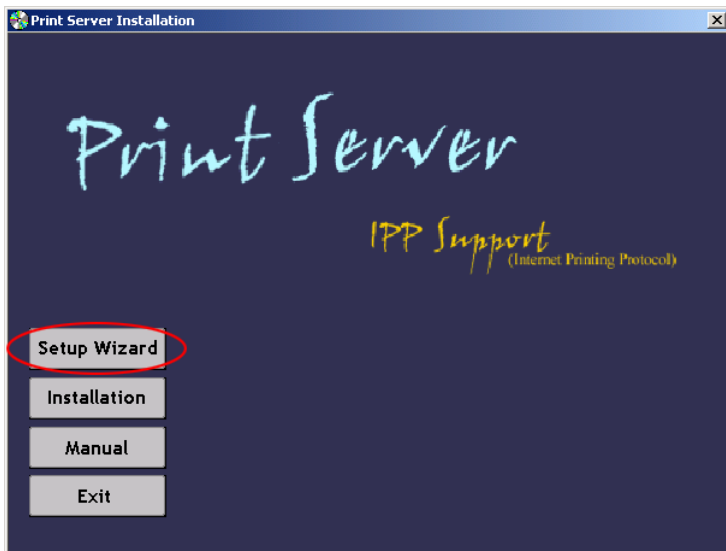 Print Server Installation
Print Server
IPP Support
(Internet Printing Protocol)
Setup Wizard
Installation
Manual
Exit